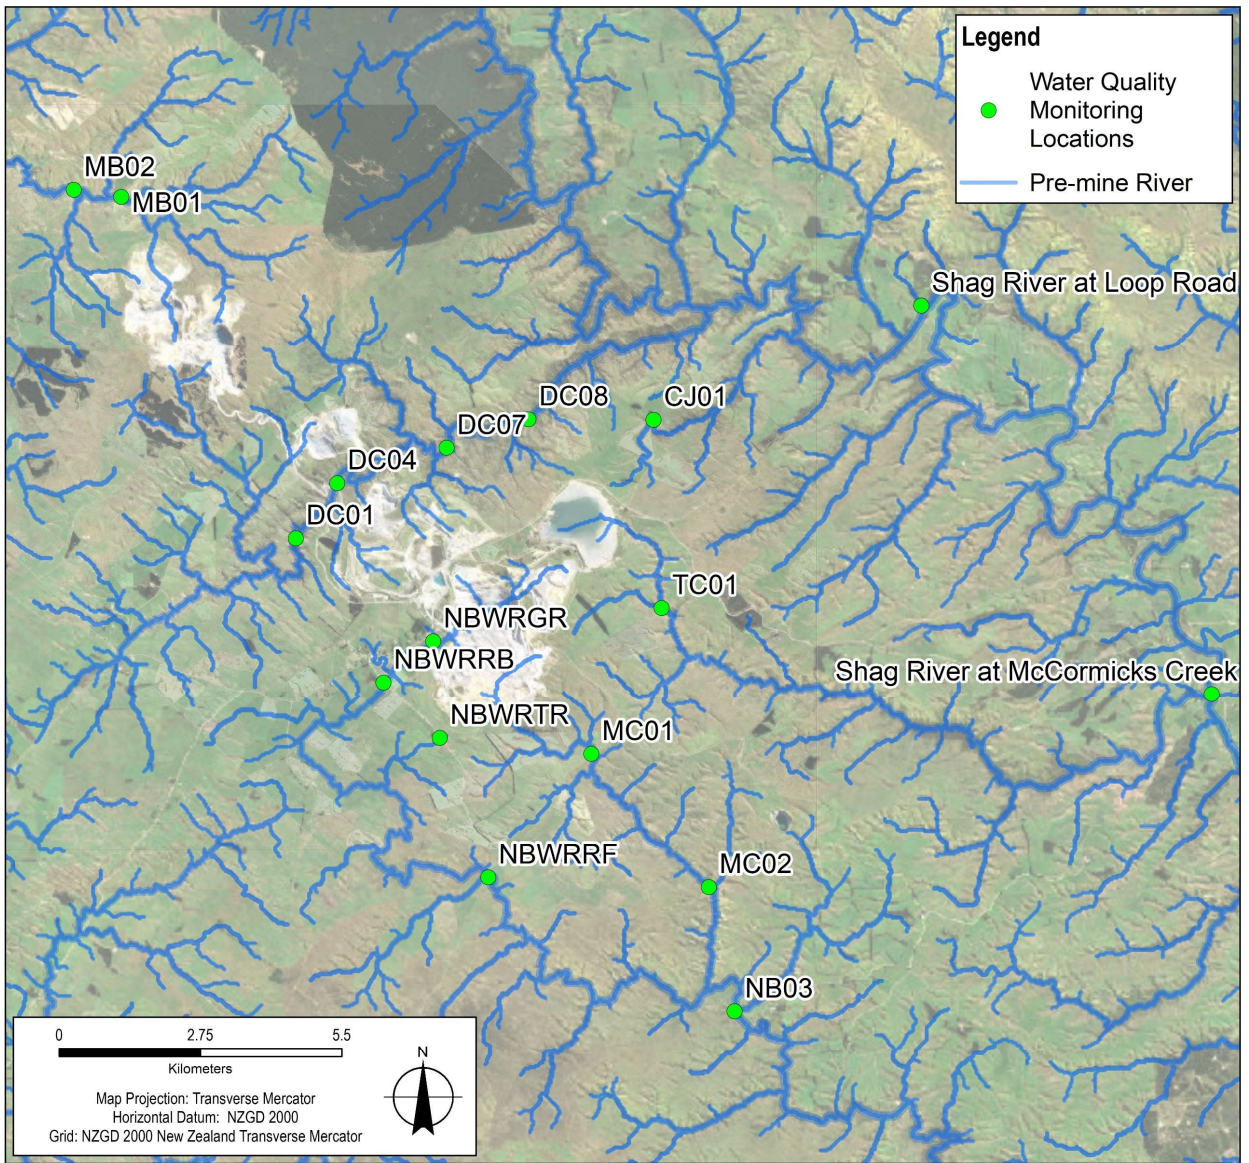 Legend
Water Quality
Monitoring
Locations
Pre-mine River
MB02
MB01
Shag River at Loop Road
DC08
CJ01
DC07
DC04
DC01
TC01
NBWRGR
NBWRRB
Shag River at McCormicks Creek
NBWRTR
MC01
NBWRRF
MC02
NB03
0 2.75 5.5
Kilometers
N
Map Projection: Transverse Mercator
Horizontal Datum: NZGD 2000
Grid: NZGD 2000 New Zealand Transverse Mercator